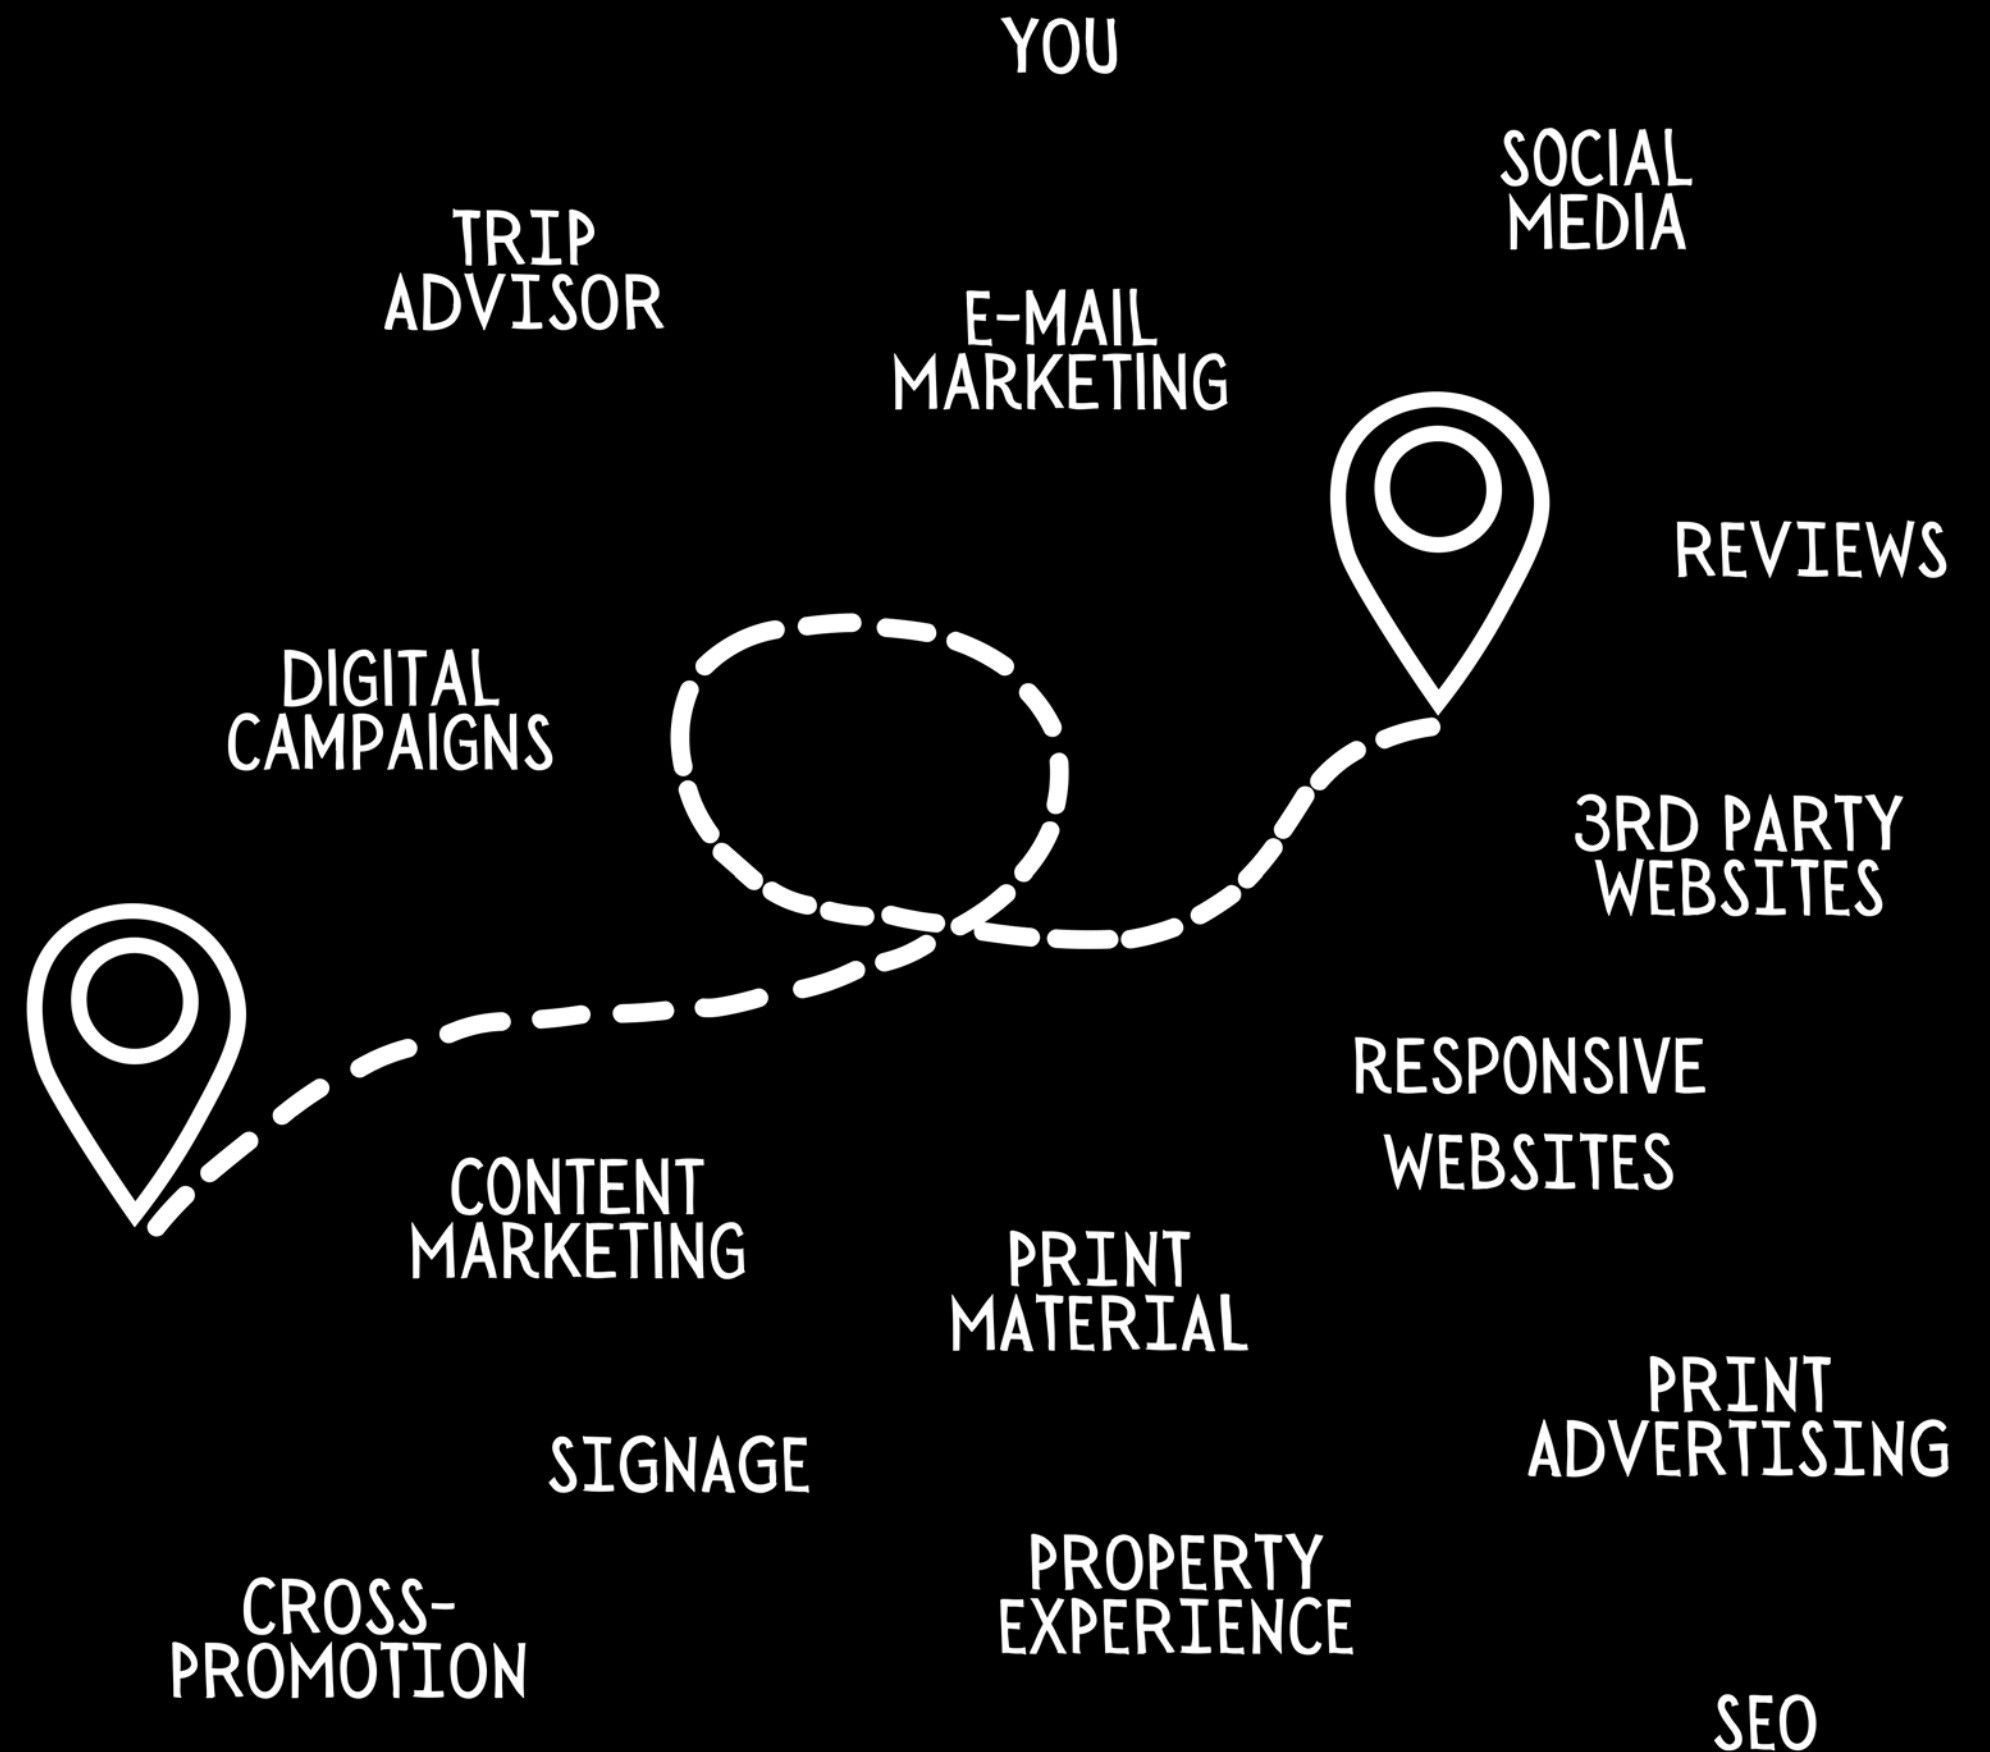 YOU
SOCIAL
MEDIA
TRIP
ADVISOR
E-MAIL
MARKETING
REVIEWS
DIGITAL
CAMPAIGNS
3RD PARTY
WEBSITES
RESPONSIVE
WEBSITES
CONTENT
MARKETING
PRINT
MATERIAL
PRINT
ADVERTISING
SIGNAGE
PROPERTY
EXPERIENCE
CROSS-
PROMOTION
SEO